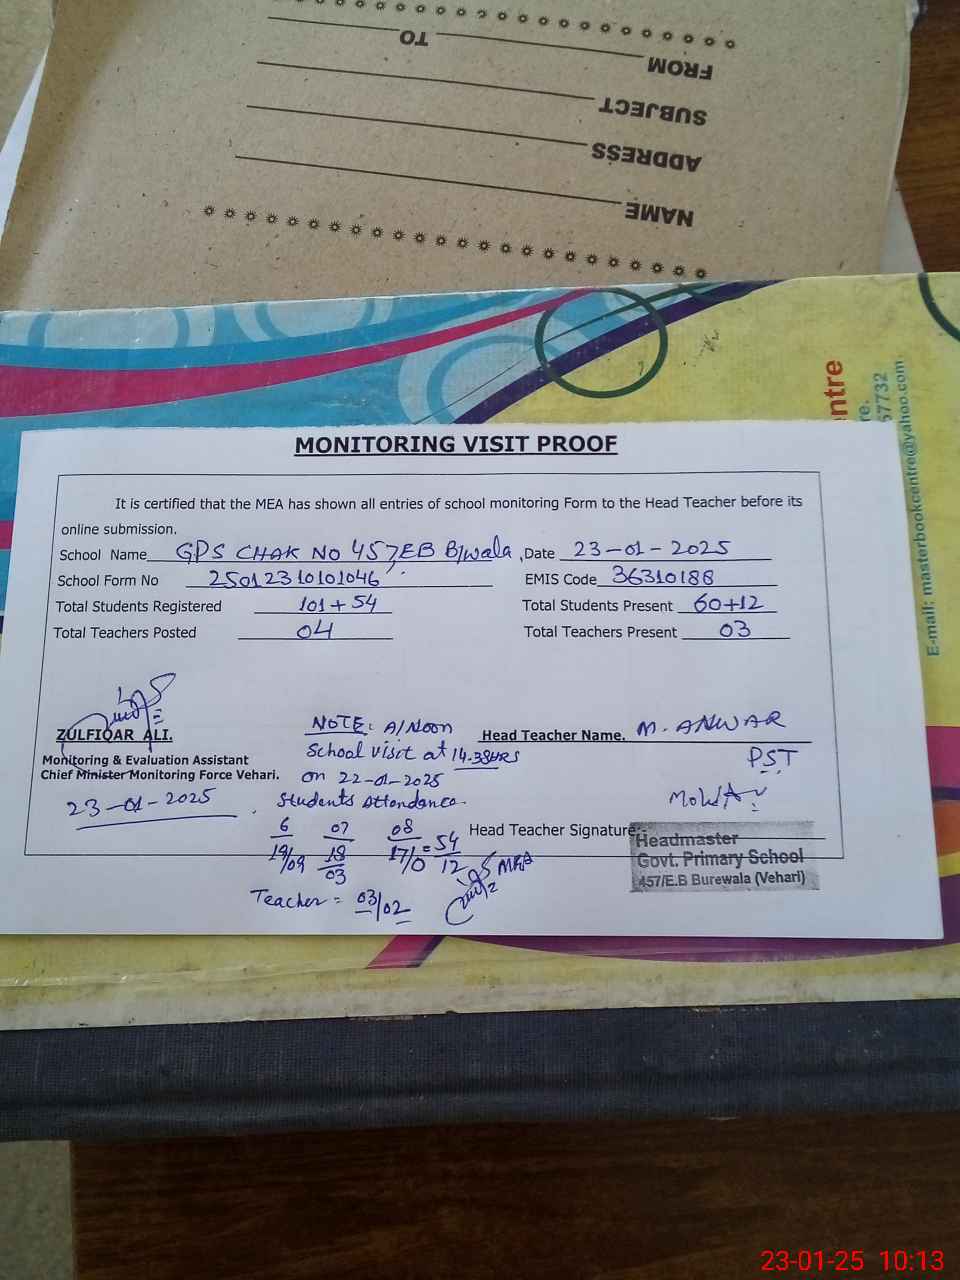 TO
FROM
SUBJECT
ADDRESS
NAME
ntre
re.
57732
E-mail: masterbookcentre@yahoo.com
MONITORING VISIT PROOF
It is certified that the MEA has shown all entries of school monitoring Form to the Head Teacher before its
online submission.
School Name GPS CHAK NO 457/EB B/wala , Date 23-01-2025
School Form No 25012310101046 EMIS Code 36310188
Total Students Registered 101+54 Total Students Present 60+12
Total Teachers Posted 04 Total Teachers Present 03
ZULFIQAR ALI.
Monitoring & Evaluation Assistant
Chief Minister Monitoring Force Vehari.
23-01-2025
NOTE: A/Noon
School visit at 14.38HRS
on 22-01-2025
Students Attendance.
6 07 08
19/09 18/03 17/0 = 54/12
Teacher = 03/02
MEA
Head Teacher Name. M. ANWAR
PST
Head Teacher Signature:-
Headmaster
Govt. Primary School
457/E.B Burewala (Vehari)
23-01-25 10:13